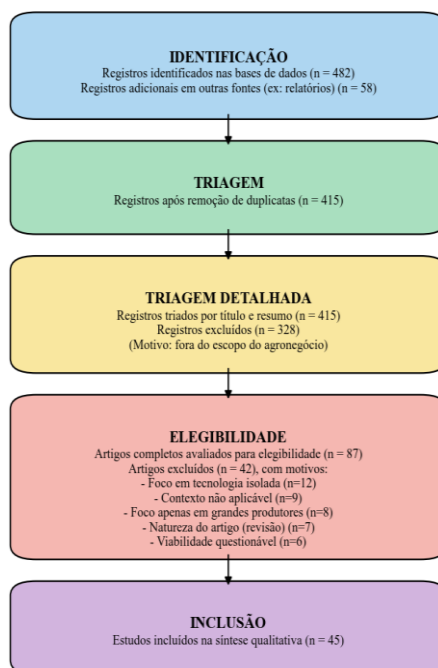 IDENTIFICAÇÃO
Registros identificados nas bases de dados (n = 482)
Registros adicionais em outras fontes (ex: relatórios) (n = 58)
TRIAGEM
Registros após remoção de duplicatas (n = 415)
TRIAGEM DETALHADA
Registros triados por título e resumo (n = 415)
Registros excluídos (n = 328)
(Motivo: fora do escopo do agronegócio)
ELEGIBILIDADE
Artigos completos avaliados para elegibilidade (n = 87)
Artigos excluídos (n = 42), com motivos:
- Foco em tecnologia isolada (n=12)
- Contexto não aplicável (n=9)
- Foco apenas em grandes produtores (n=8)
- Natureza do artigo (revisão) (n=7)
- Viabilidade questionável (n=6)
INCLUSÃO
Estudos incluídos na síntese qualitativa (n = 45)